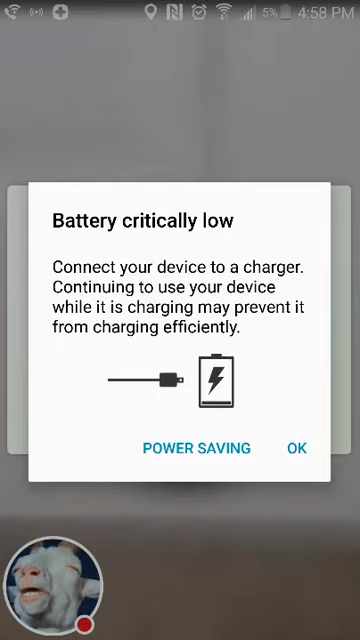 5% 4:58 PM
Battery critically low
Connect your device to a charger.
Continuing to use your device
while it is charging may prevent it
from charging efficiently.
POWER SAVING OK